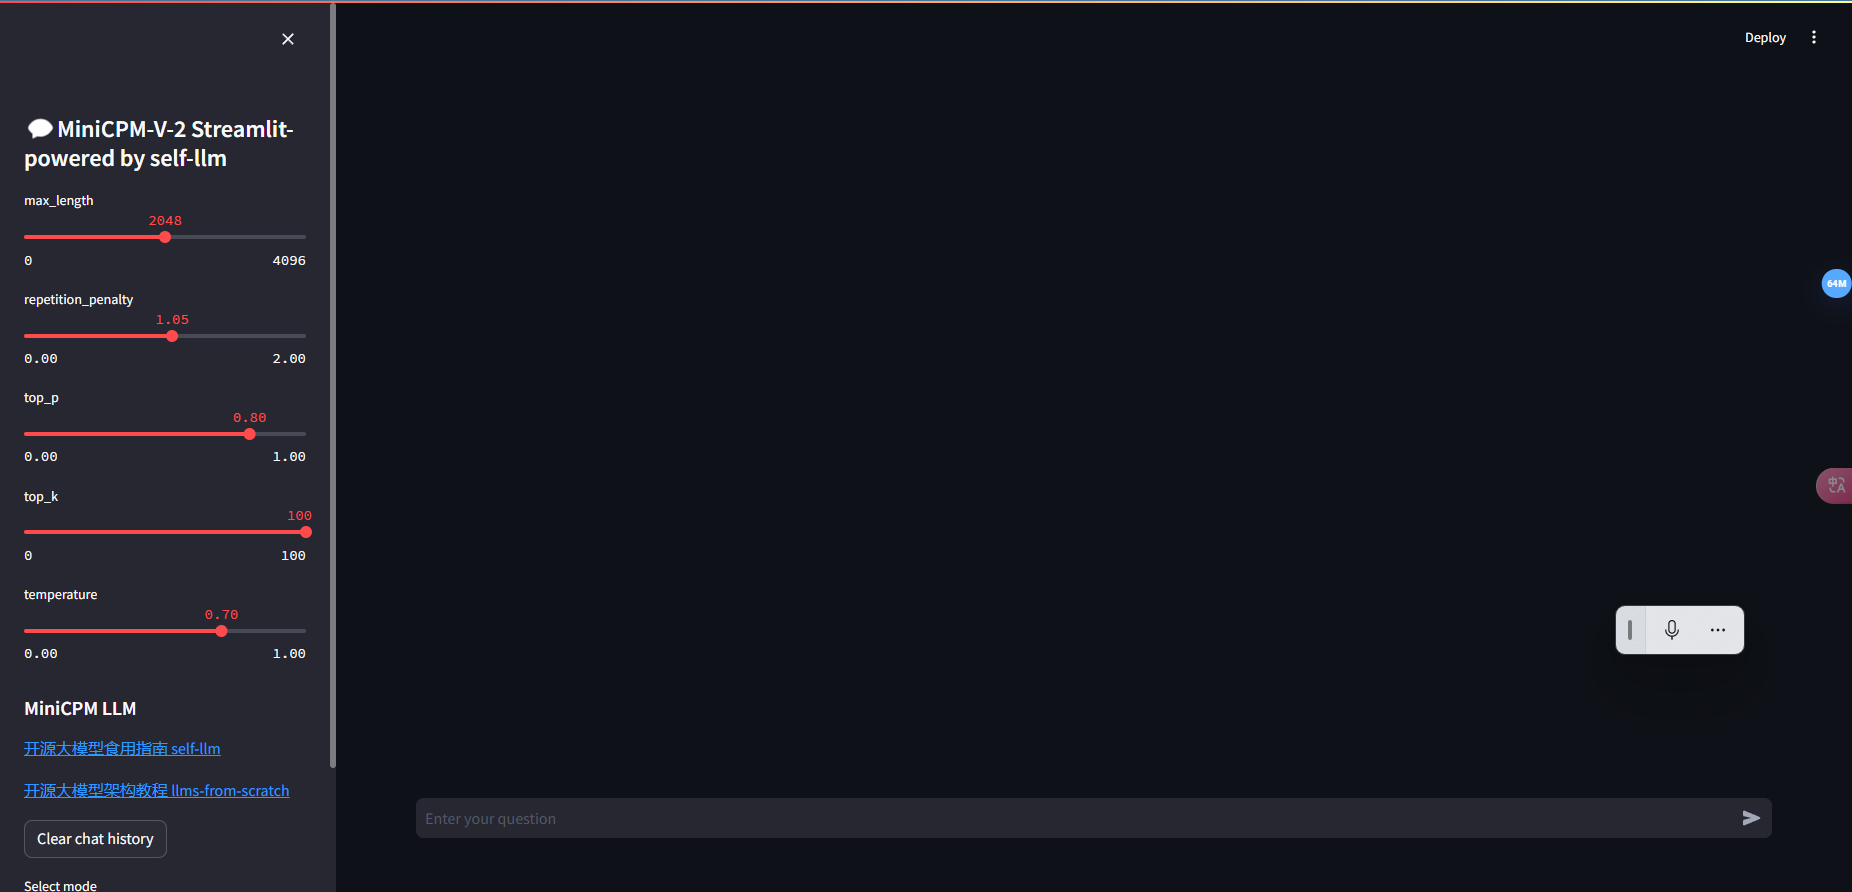 Deploy
MiniCPM-V-2 Streamlit-
powered by self-llm
max_length
2048
0 4096
repetition_penalty
1.05
0.00 2.00
top_p
0.80
0.00 1.00
top_k
100
0 100
temperature
0.70
0.00 1.00
MiniCPM LLM
开源大模型食用指南 self-llm
开源大模型架构教程 llms-from-scratch
Clear chat history
Select mode
64M
中A
Enter your question